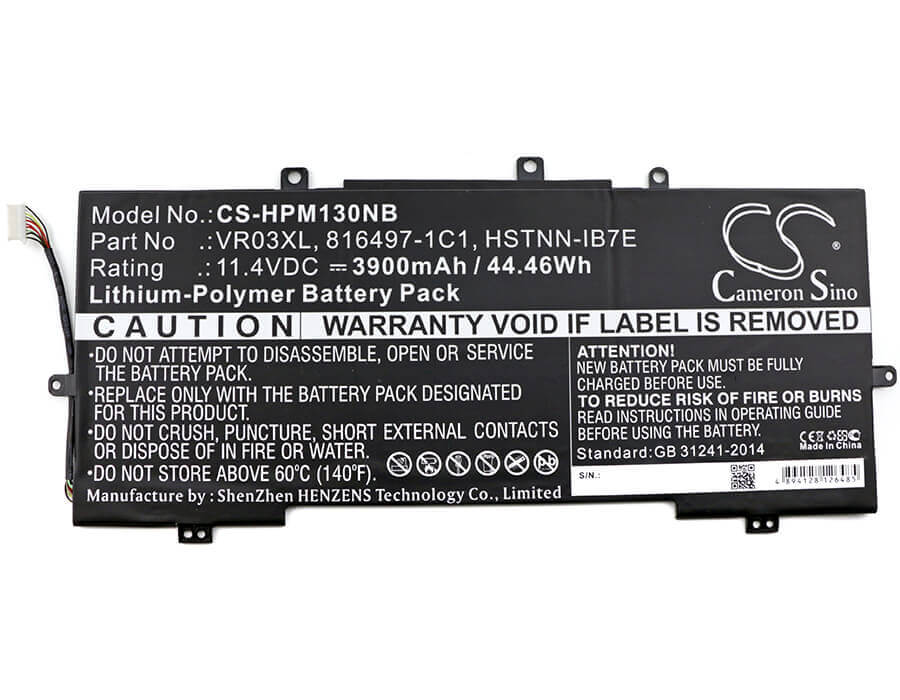 Model No.:CS-HPM130NB
Part No :VR03XL, 816497-1C1, HSTNN-IB7E
Rating .:11.4VDC ⎓ 3900mAh / 44.46Wh
Lithium-Polymer Battery Pack
CS
Cameron Sino
CAUTION WARRANTY VOID IF LABEL IS REMOVED
•DO NOT ATTEMPT TO DISASSEMBLE, OPEN OR SERVICE
THE BATTERY PACK.
•REPLACE ONLY WITH THE BATTERY PACK DESIGNATED
FOR THIS PRODUCT.
•DO NOT CRUSH, PUNCTURE, SHORT EXTERNAL CONTACTS
OR DISPOSE OF IN FIRE OR WATER.
•DO NOT STORE ABOVE 60°C (140°F).
Manufacture by :ShenZhen HENZENS Technology Co., Limited
ATTENTION!
NEW BATTERY PACK MUST BE FULLY
CHARGED BEFORE USE.
TO REDUCE RISK OF FIRE OR BURNS
READ INSTRUCTIONS IN OPERATING GUIDE
BEFORE USING THE BATTERY.
Standard:GB 31241-2014
CE
Made In China
S/N.:
4 894128 126485